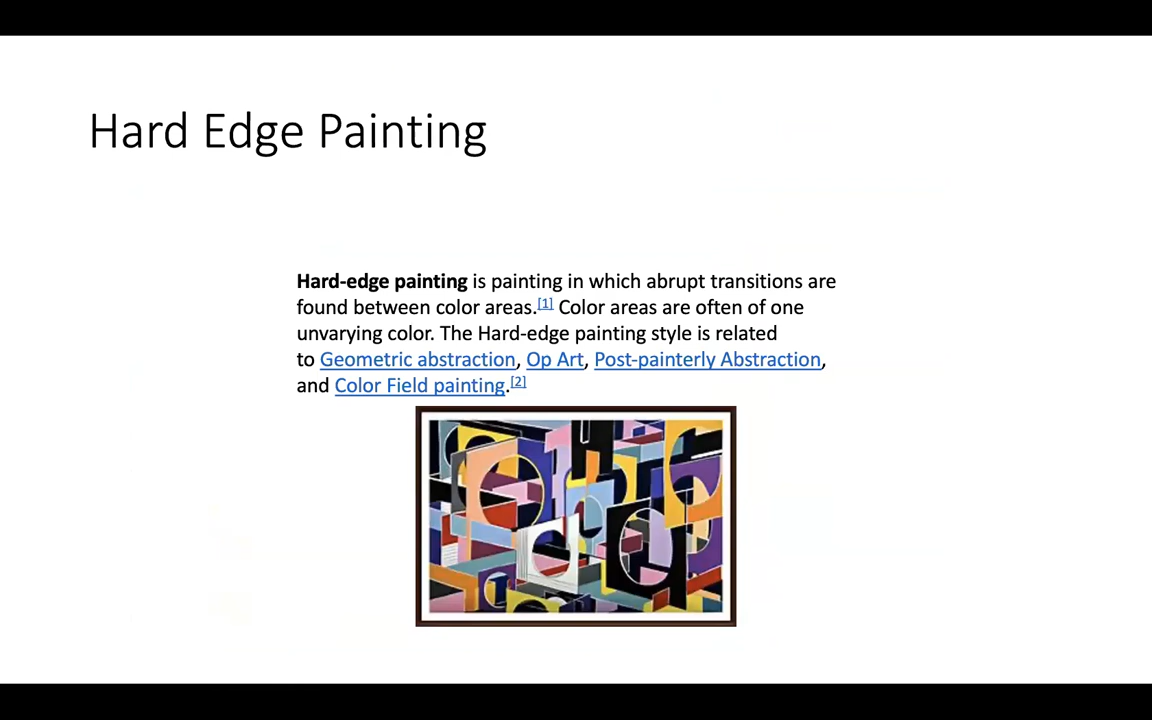 Hard Edge Painting
Hard-edge painting is painting in which abrupt transitions are
found between color areas.[1] Color areas are often of one
unvarying color. The Hard-edge painting style is related
to Geometric abstraction, Op Art, Post-painterly Abstraction,
and Color Field painting.[2]